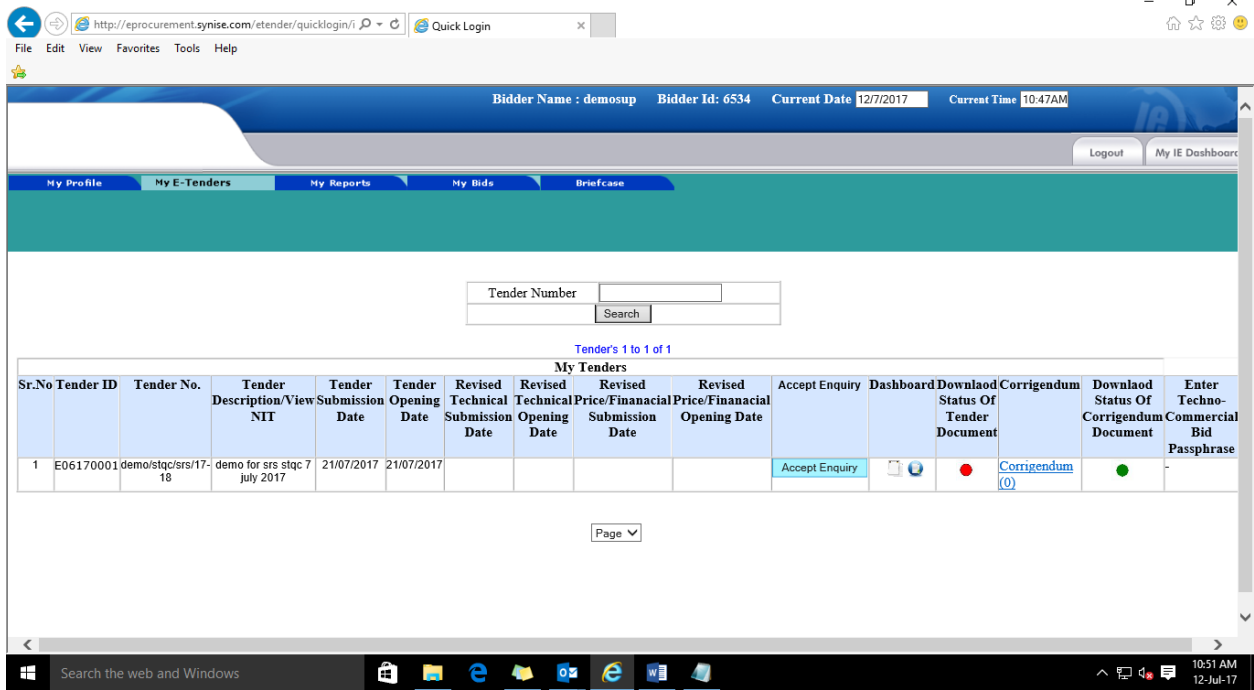 http://eprocurement.synise.com/etender/quicklogin/i
Quick Login
File Edit View Favorites Tools Help
Bidder Name : demosup Bidder Id: 6534 Current Date 12/7/2017 Current Time 10:47AM
Logout My IE Dashboard
My Profile My E-Tenders My Reports My Bids Briefcase
Tender Number
Search
Tender's 1 to 1 of 1
My Tenders
Sr.No Tender ID Tender No. Tender Tender Tender Revised Revised Revised Revised Accept Enquiry Dashboard Downlaod Corrigendum Downlaod Enter
Description/View Submission Opening Technical Technical Price/Finanacial Price/Finanacial Status Of Status Of Techno-
NIT Date Date Submission Opening Submission Opening Date Tender Corrigendum Commercial
Date Date Date Document Document Bid
Passphrase
1 E06170001 demo/stqc/srs/17- demo for srs stqc 7 21/07/2017 21/07/2017 Accept Enquiry Corrigendum -
18 july 2017 (0)
Page
Search the web and Windows
10:51 AM
12-Jul-17